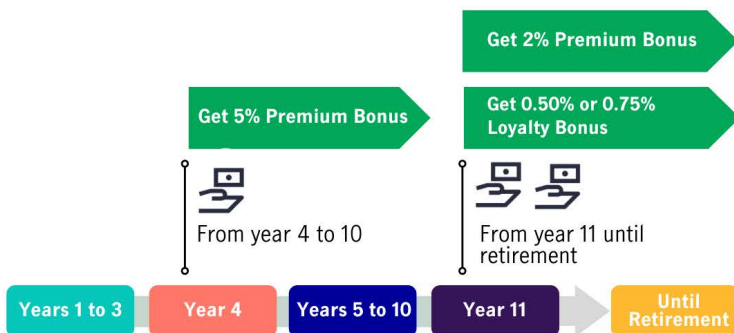 Get 2% Premium Bonus
Get 5% Premium Bonus
Get 0.50% or 0.75%
Loyalty Bonus
From year 4 to 10
From year 11 until
retirement
Years 1 to 3
Year 4
Years 5 to 10
Year 11
Until
Retirement